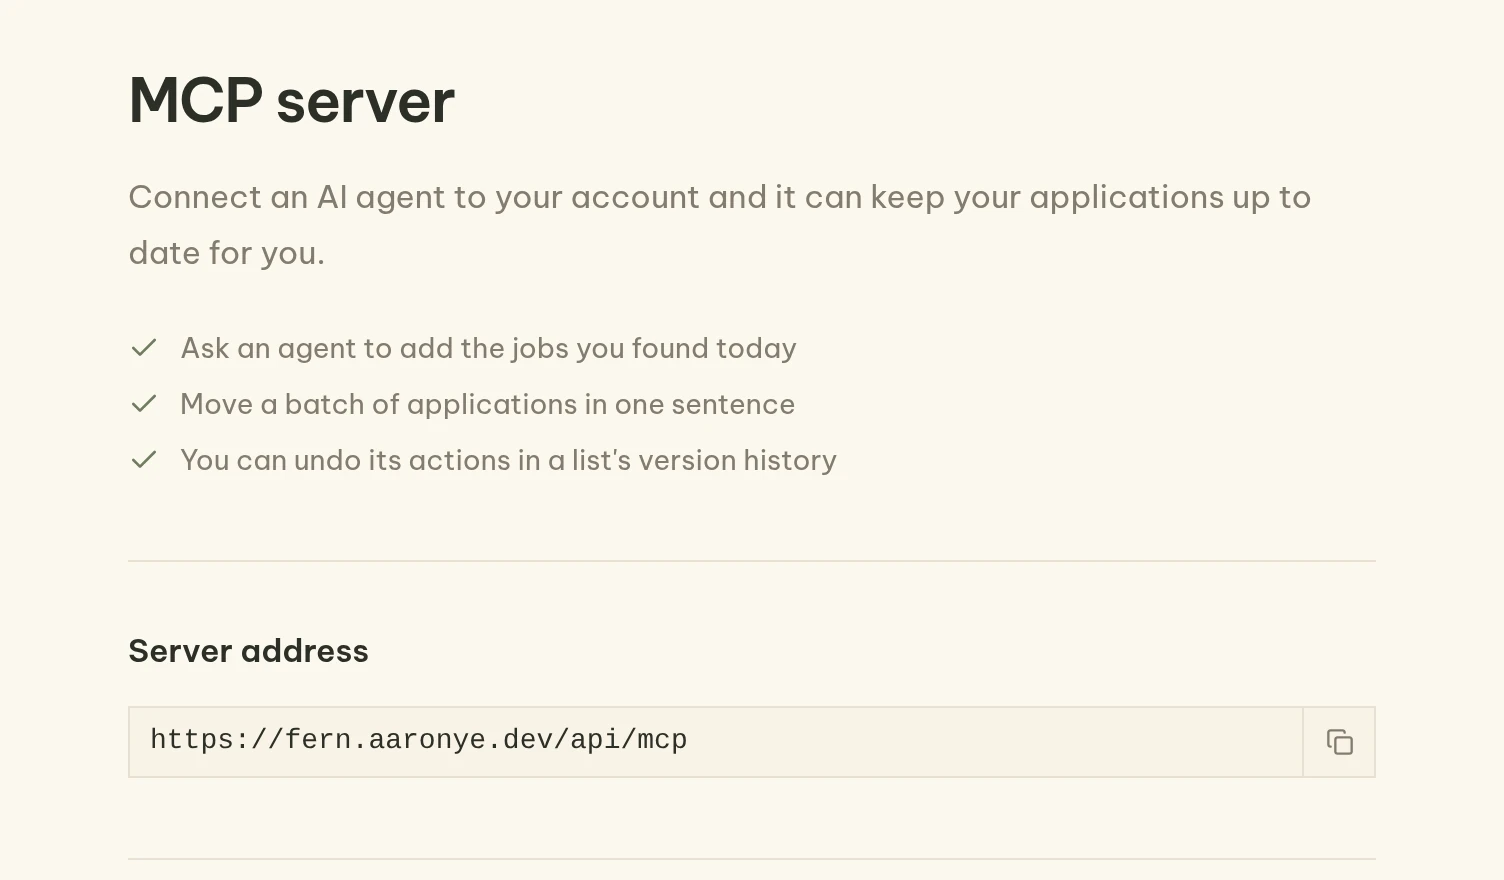 MCP server
Connect an AI agent to your account and it can keep your applications up to
date for you.
Ask an agent to add the jobs you found today
Move a batch of applications in one sentence
You can undo its actions in a list's version history
Server address
https://fern.aaronye.dev/api/mcp